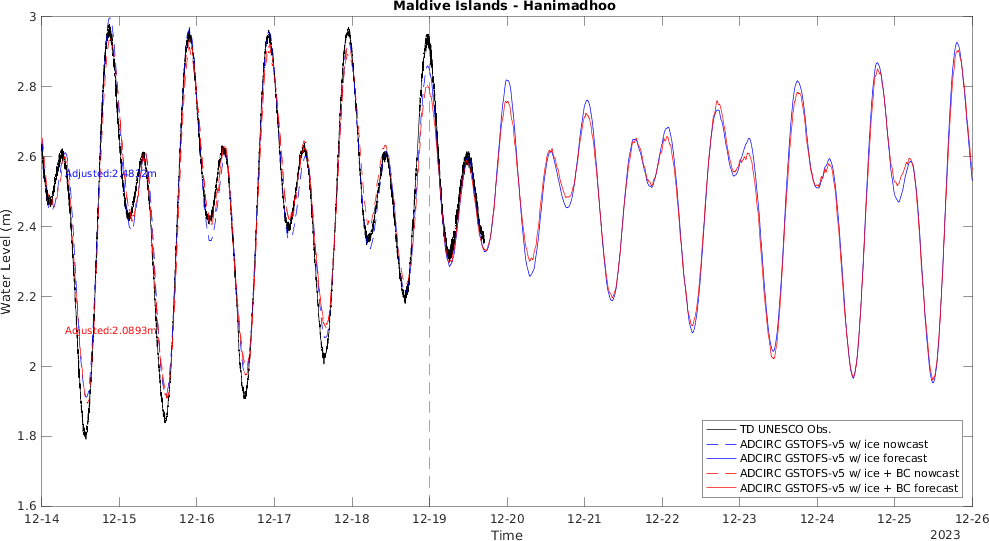 Maldive Islands - Hanimadhoo
3
2.8
2.6
2.4
2.2
2
1.8
1.6
Water Level (m)
Adjusted:2.4832m
Adjusted:2.0893m
TD UNESCO Obs.
ADCIRC GSTOFS-v5 w/ ice nowcast
ADCIRC GSTOFS-v5 w/ ice forecast
ADCIRC GSTOFS-v5 w/ ice + BC nowcast
ADCIRC GSTOFS-v5 w/ ice + BC forecast
12-14 12-15 12-16 12-17 12-18 12-19 12-20 12-21 12-22 12-23 12-24 12-25 12-26
Time
2023